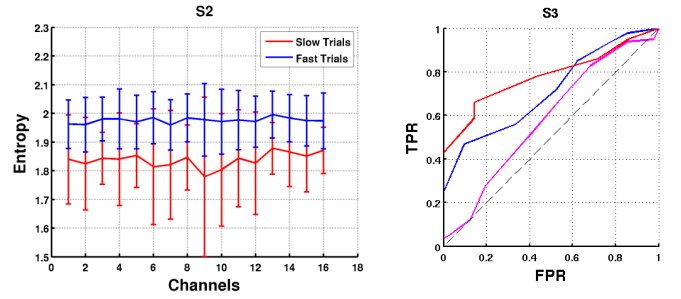 S2
2.3
2.2
2.1
2
1.9
1.8
1.7
1.6
1.5
Entropy
Slow Trials
Fast Trials
0 2 4 6 8 10 12 14 16 18
Channels
S3
1
0.8
0.6
0.4
0.2
0
TPR
0 0.2 0.4 0.6 0.8 1
FPR